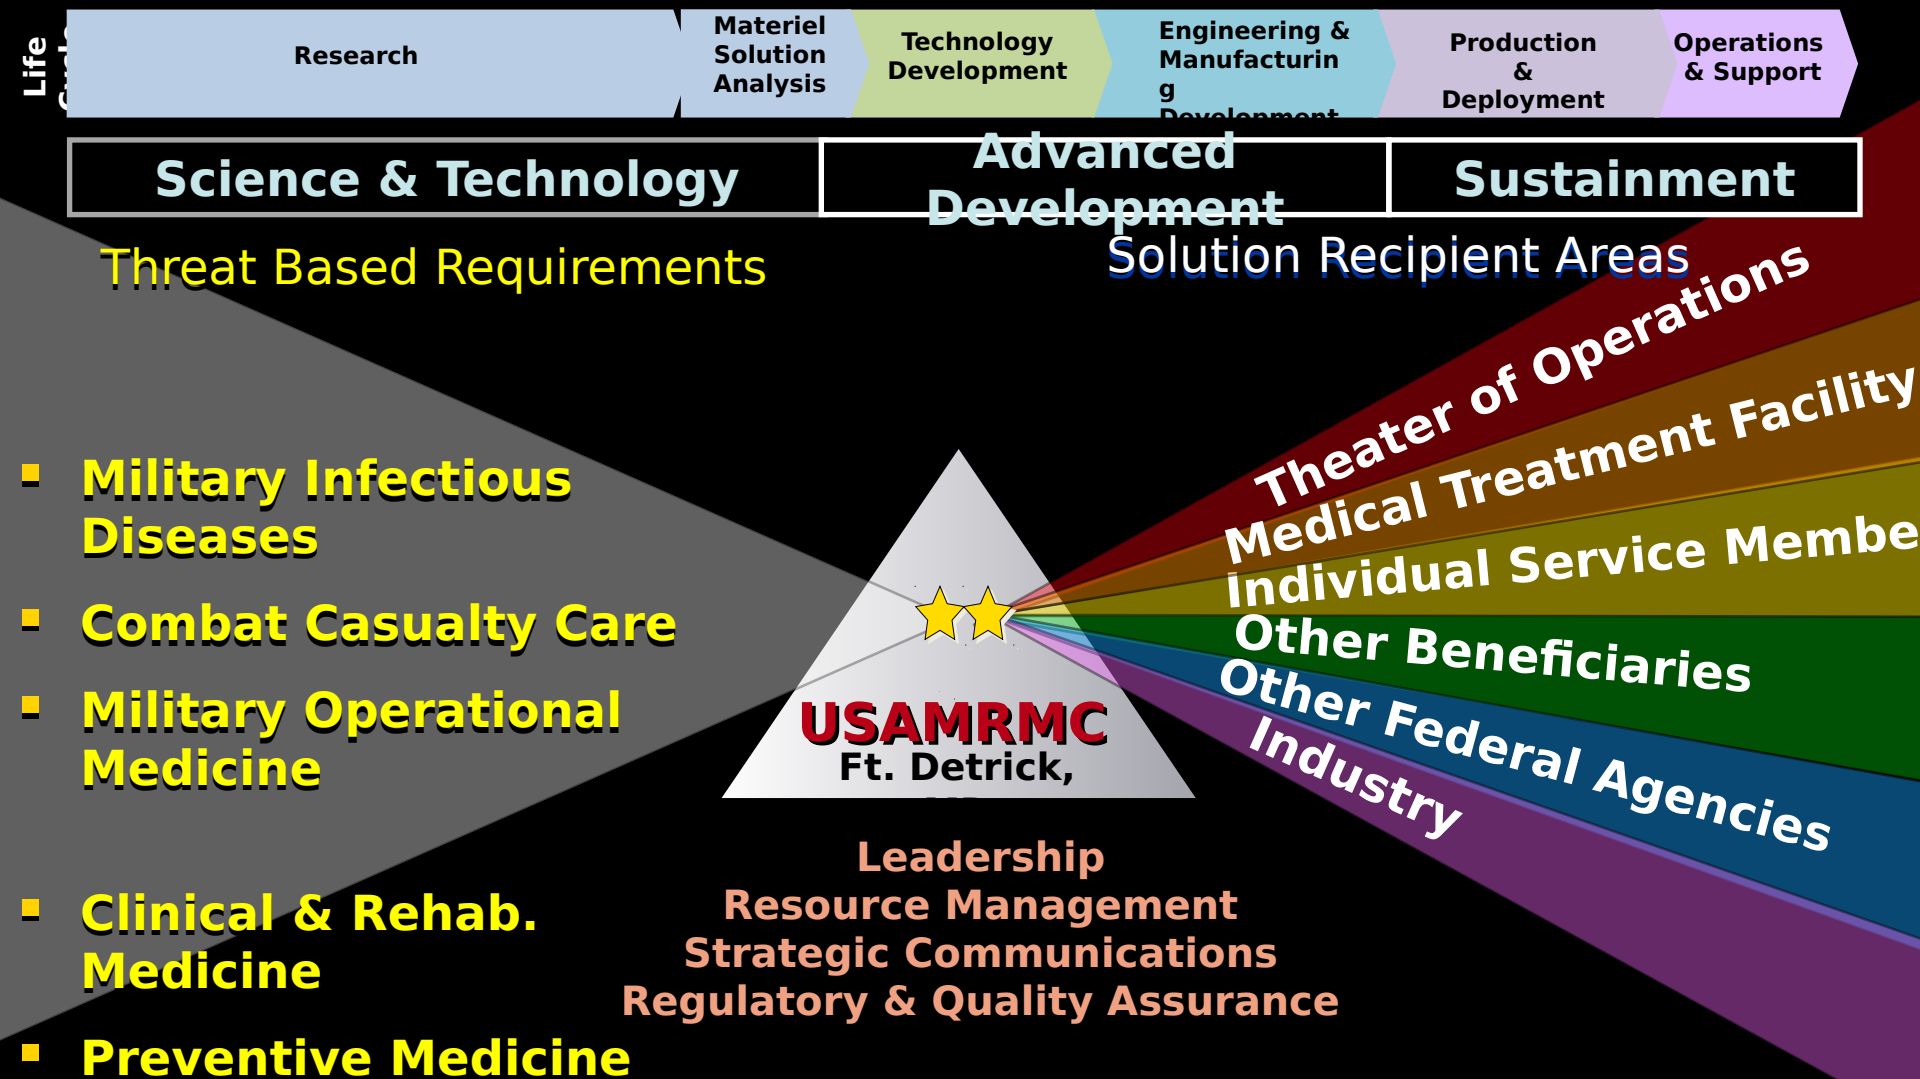 Life
Cycle
Research
Materiel
Solution
Analysis
Technology
Development
Engineering &
Manufacturin
g
Development
Production
&
Deployment
Operations
& Support
Science & Technology
Advanced
Development
Sustainment
Threat Based Requirements
Solution Recipient Areas
Military Infectious
Diseases
Combat Casualty Care
Military Operational
Medicine
Clinical & Rehab.
Medicine
Preventive Medicine
USAMRMC
Ft. Detrick,
Theater of Operations
Medical Treatment Facility
Individual Service Membe
Other Beneficiaries
Other Federal Agencies
Industry
Leadership
Resource Management
Strategic Communications
Regulatory & Quality Assurance